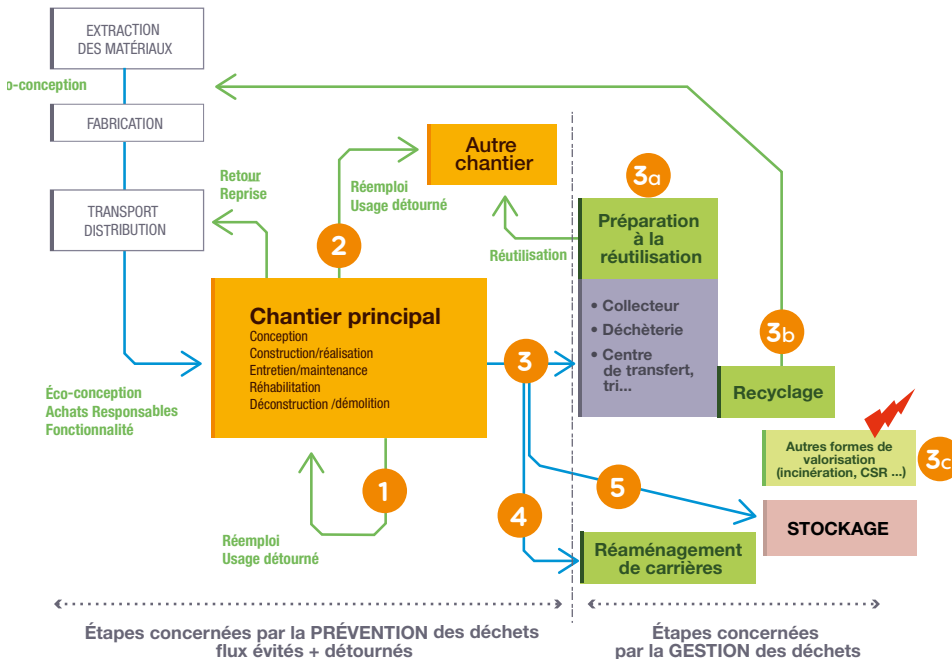 EXTRACTION
DES MATÉRIAUX
o-conception
FABRICATION
TRANSPORT
DISTRIBUTION
Retour
Reprise
2
Réemploi
Usage détourné
Autre
chantier
Réutilisation
3a
Préparation
à la
réutilisation
• Collecteur
• Déchèterie
• Centre
de transfert,
tri...
3b
Recyclage
Chantier principal
Conception
Construction/réalisation
Entretien/maintenance
Réhabilitation
Déconstruction /démolition
3
Éco-conception
Achats Responsables
Fonctionnalité
Autres formes de
valorisation
(incinération, CSR ...)
3c
1
Réemploi
Usage détourné
4
5
STOCKAGE
Réaménagement
de carrières
Étapes concernées par la PRÉVENTION des déchets
flux évités + détournés
Étapes concernées
par la GESTION des déchets